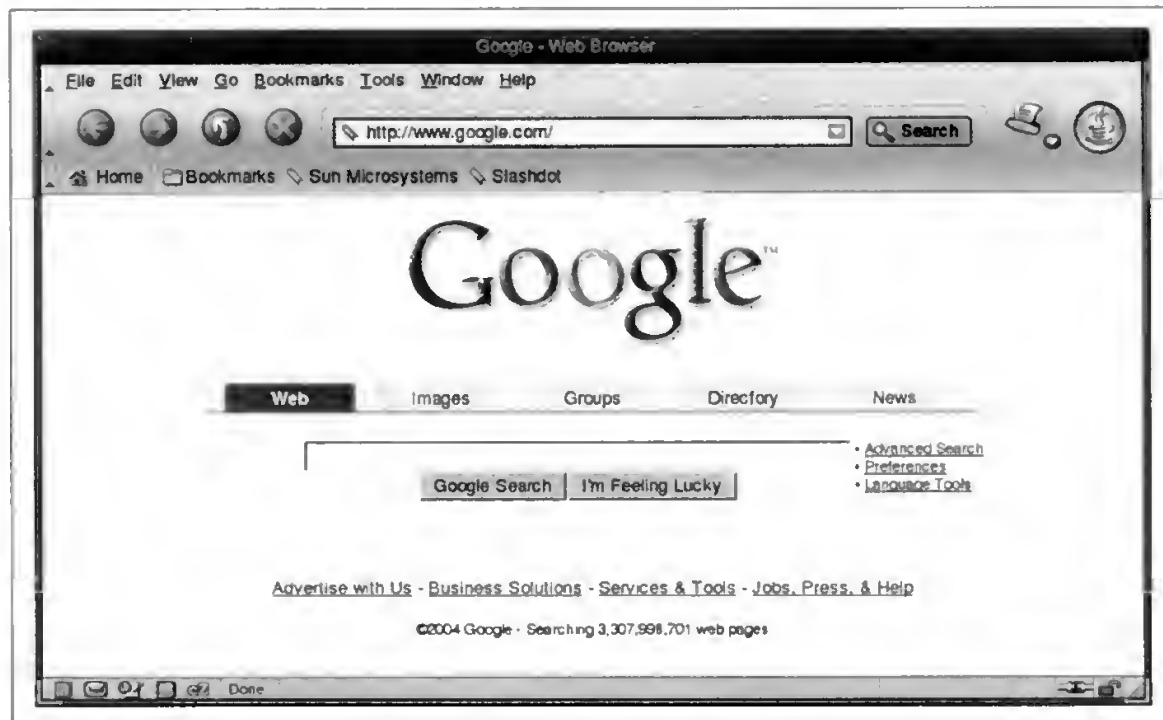 Google - Web Browser
File Edit View Go Bookmarks Tools Window Help
http://www.google.com/ Search
Home Bookmarks Sun Microsystems Slashdot
Google™
Web Images Groups Directory News
• Advanced Search
• Preferences
• Language Tools
Google Search I'm Feeling Lucky
Advertise with Us - Business Solutions - Services & Tools - Jobs, Press, & Help
©2004 Google - Searching 3,307,998,701 web pages
Done